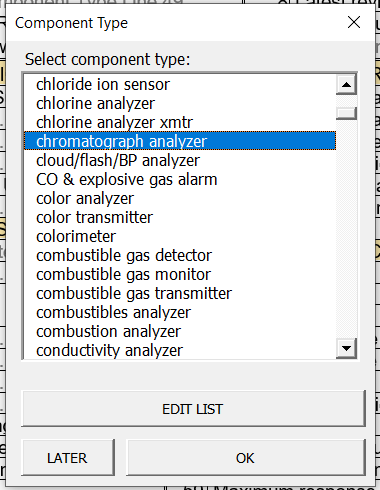 Component Type
Select component type:
chloride ion sensor
chlorine analyzer
chlorine analyzer xmtr
chromatograph analyzer
cloud/flash/BP analyzer
CO & explosive gas alarm
color analyzer
color transmitter
colorimeter
combustible gas detector
combustible gas monitor
combustible gas transmitter
combustibles analyzer
combustion analyzer
conductivity analyzer
EDIT LIST
LATER
OK